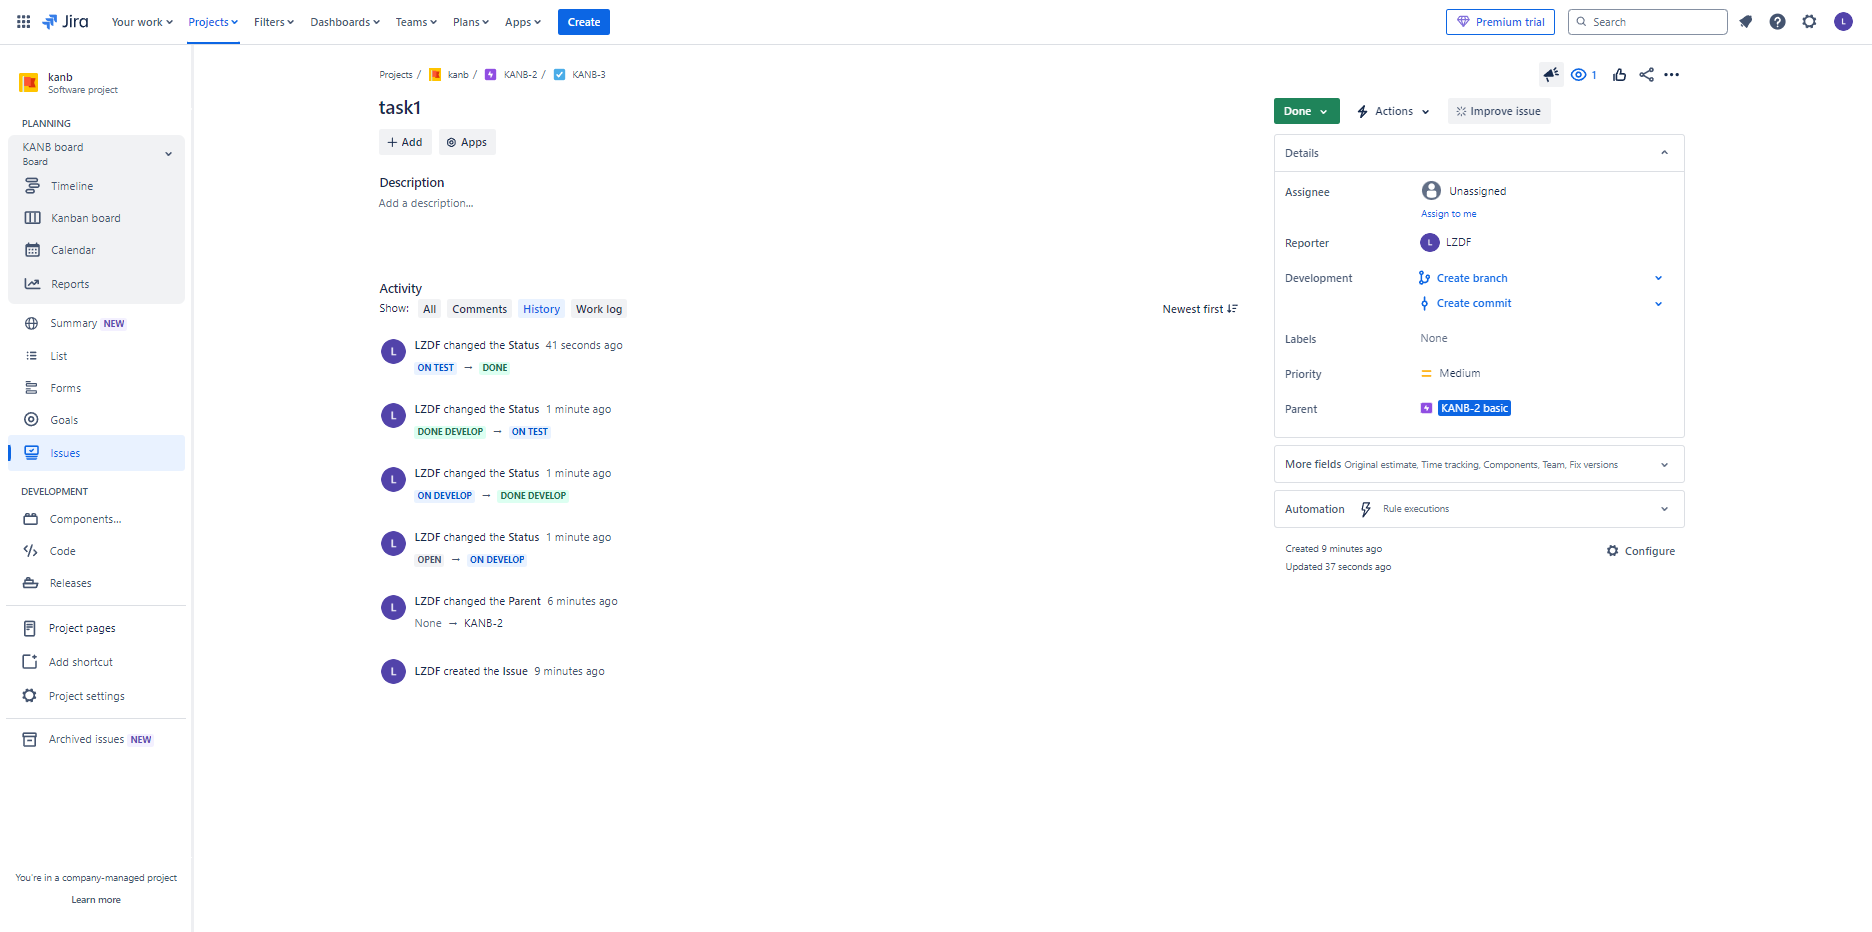 Jira Your work Projects Filters Dashboards Teams Plans Apps Create Premium trial Search L
kanb
Software project
PLANNING
KANB board
Board
Timeline
Kanban board
Calendar
Reports
Summary NEW
List
Forms
Goals
Issues
DEVELOPMENT
Components...
Code
Releases
Project pages
Add shortcut
Project settings
Archived issues NEW
You're in a company-managed project
Learn more
Projects / kanb / KANB-2 / KANB-3
task1
+ Add Apps
Description
Add a description...
Activity
Show: All Comments History Work log Newest first
L LZDF changed the Status 41 seconds ago
ON TEST → DONE
L LZDF changed the Status 1 minute ago
DONE DEVELOP → ON TEST
L LZDF changed the Status 1 minute ago
ON DEVELOP → DONE DEVELOP
L LZDF changed the Status 1 minute ago
OPEN → ON DEVELOP
L LZDF changed the Parent 6 minutes ago
None → KANB-2
L LZDF created the Issue 9 minutes ago
1
Done Actions Improve issue
Details
Assignee Unassigned
Assign to me
Reporter L LZDF
Development Create branch
Create commit
Labels None
Priority Medium
Parent KANB-2 basic
More fields Original estimate, Time tracking, Components, Team, Fix versions
Automation Rule executions
Created 9 minutes ago
Configure
Updated 37 seconds ago